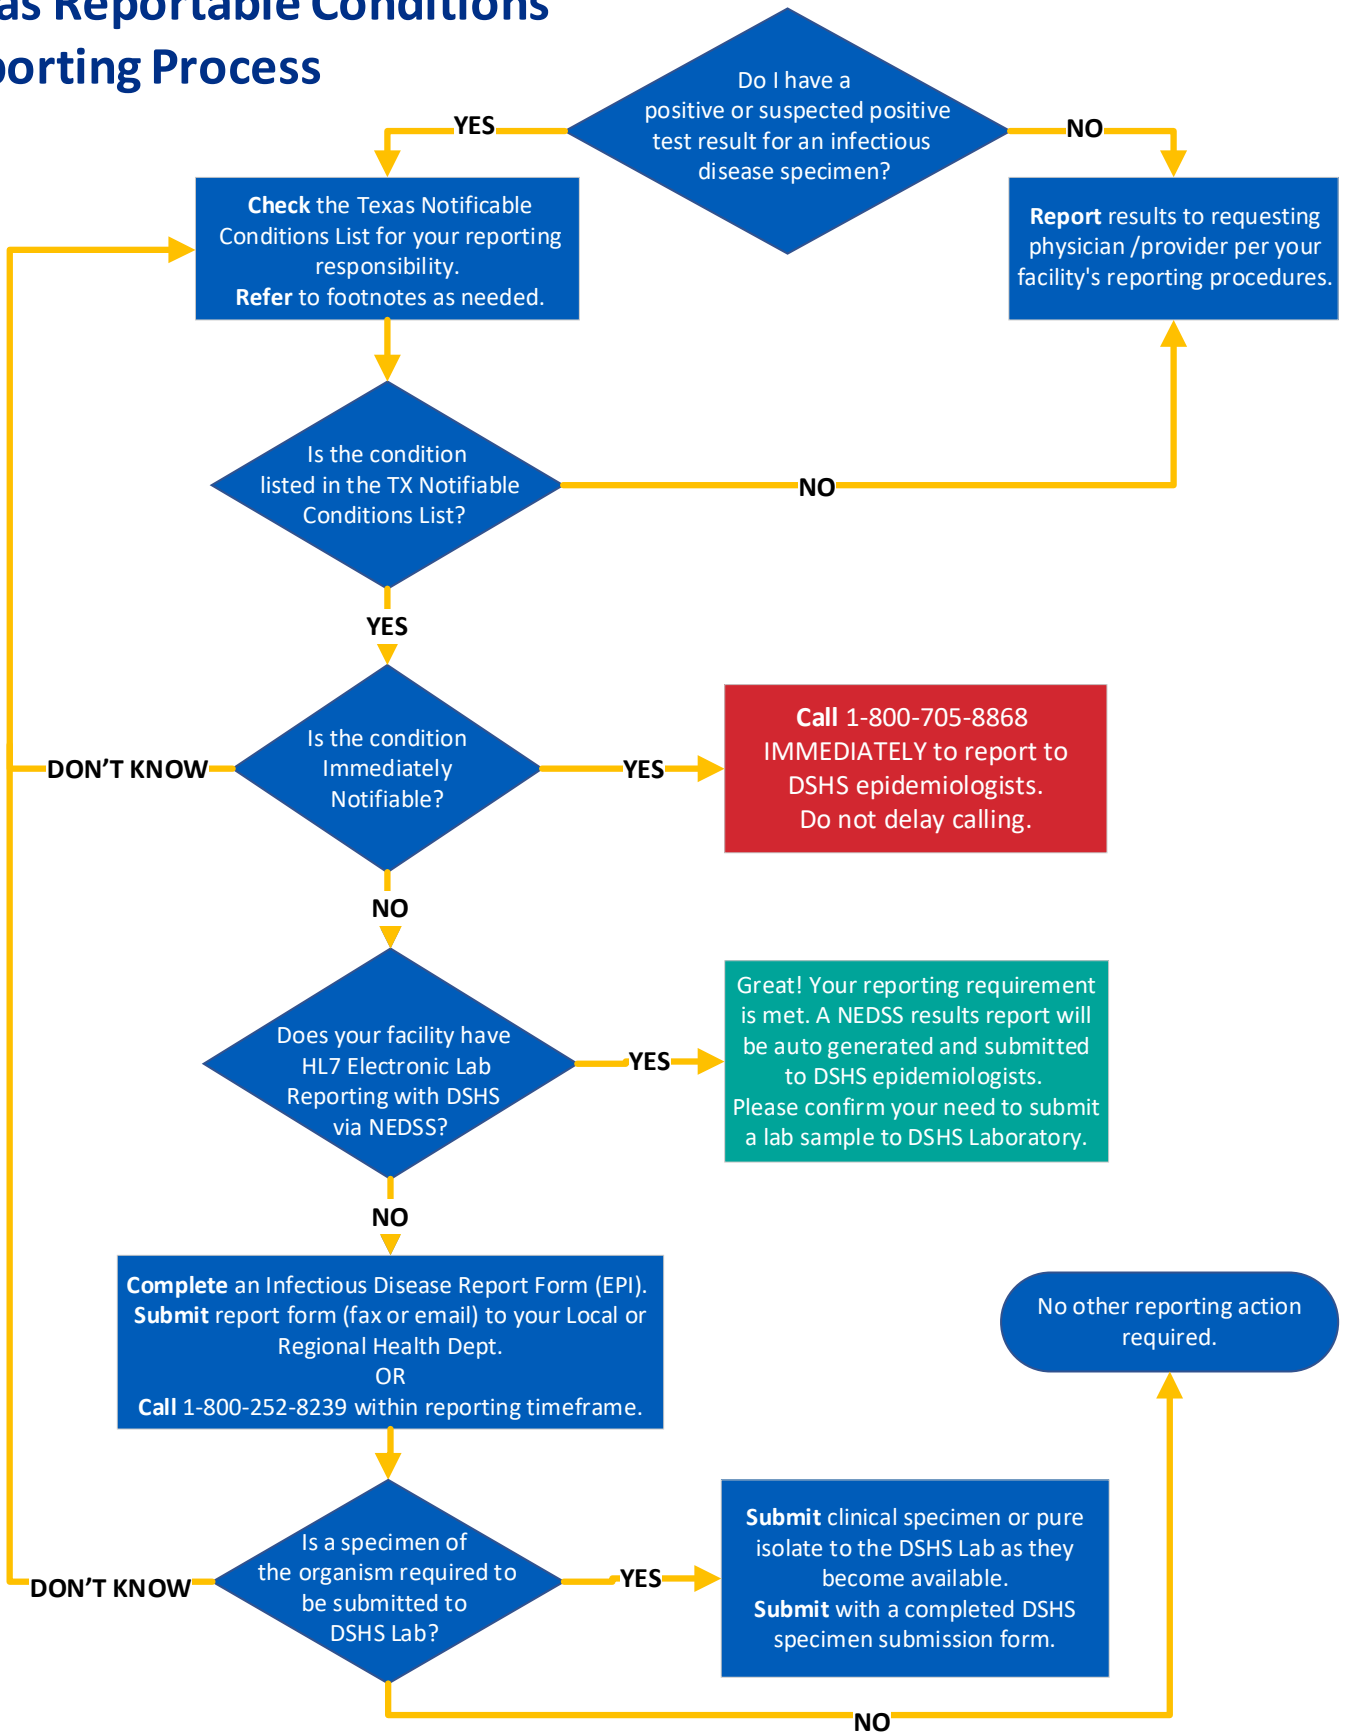 as Reportable Conditions
porting Process
Do I have a
positive or suspected positive
test result for an infectious
disease specimen?
YES
NO
Check the Texas Notificable
Conditions List for your reporting
responsibility.
Refer to footnotes as needed.
Report results to requesting
physician /provider per your
facility's reporting procedures.
Is the condition
listed in the TX Notifiable
Conditions List?
NO
YES
Is the condition
Immediately
Notifiable?
DON'T KNOW
YES
Call 1-800-705-8868
IMMEDIATELY to report to
DSHS epidemiologists.
Do not delay calling.
NO
Does your facility have
HL7 Electronic Lab
Reporting with DSHS
via NEDSS?
YES
Great! Your reporting requirement
is met. A NEDSS results report will
be auto generated and submitted
to DSHS epidemiologists.
Please confirm your need to submit
a lab sample to DSHS Laboratory.
NO
Complete an Infectious Disease Report Form (EPI).
Submit report form (fax or email) to your Local or
Regional Health Dept.
OR
Call 1-800-252-8239 within reporting timeframe.
No other reporting action
required.
Is a specimen of
the organism required to
be submitted to
DSHS Lab?
DON'T KNOW
YES
Submit clinical specimen or pure
isolate to the DSHS Lab as they
become available.
Submit with a completed DSHS
specimen submission form.
NO